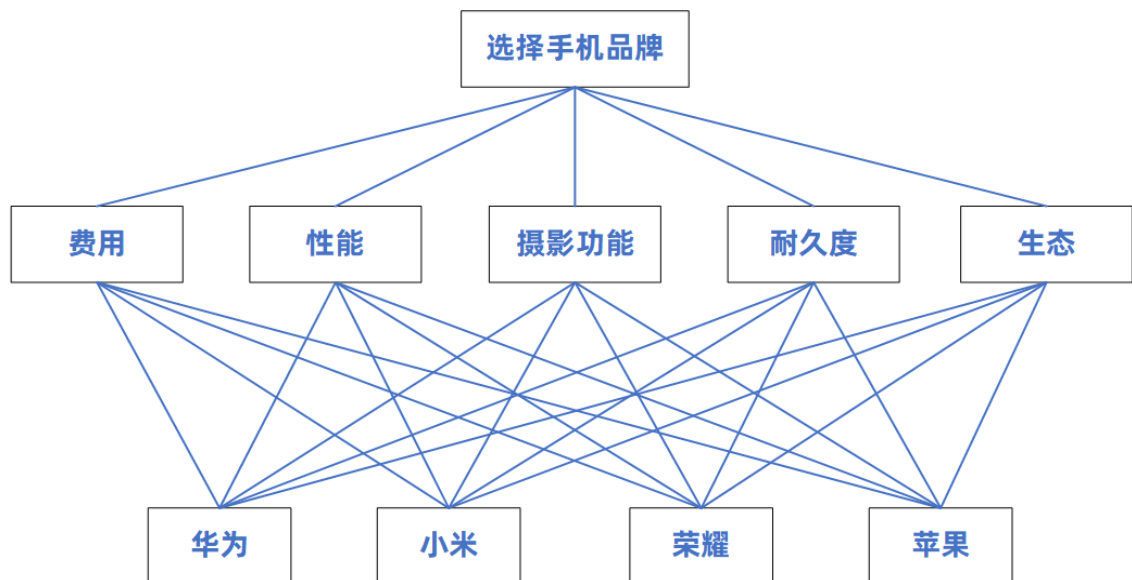 选择手机品牌
费用
性能
摄影功能
耐久度
生态
华为
小米
荣耀
苹果